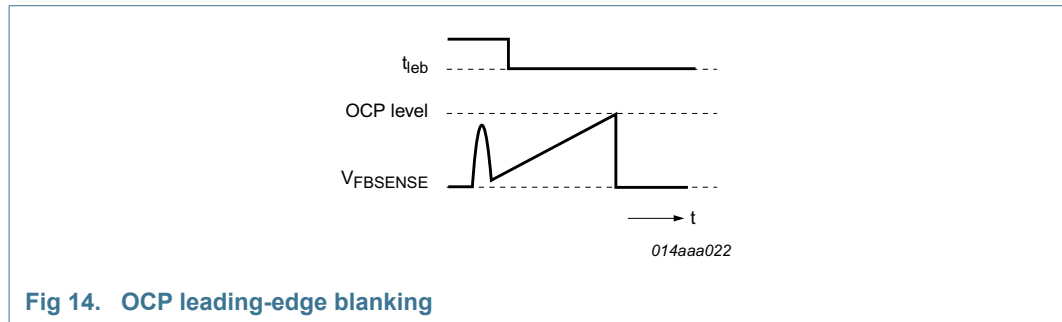 t_leb
OCP level
V_FBSENSE
t
014aaa022
Fig 14. OCP leading-edge blanking